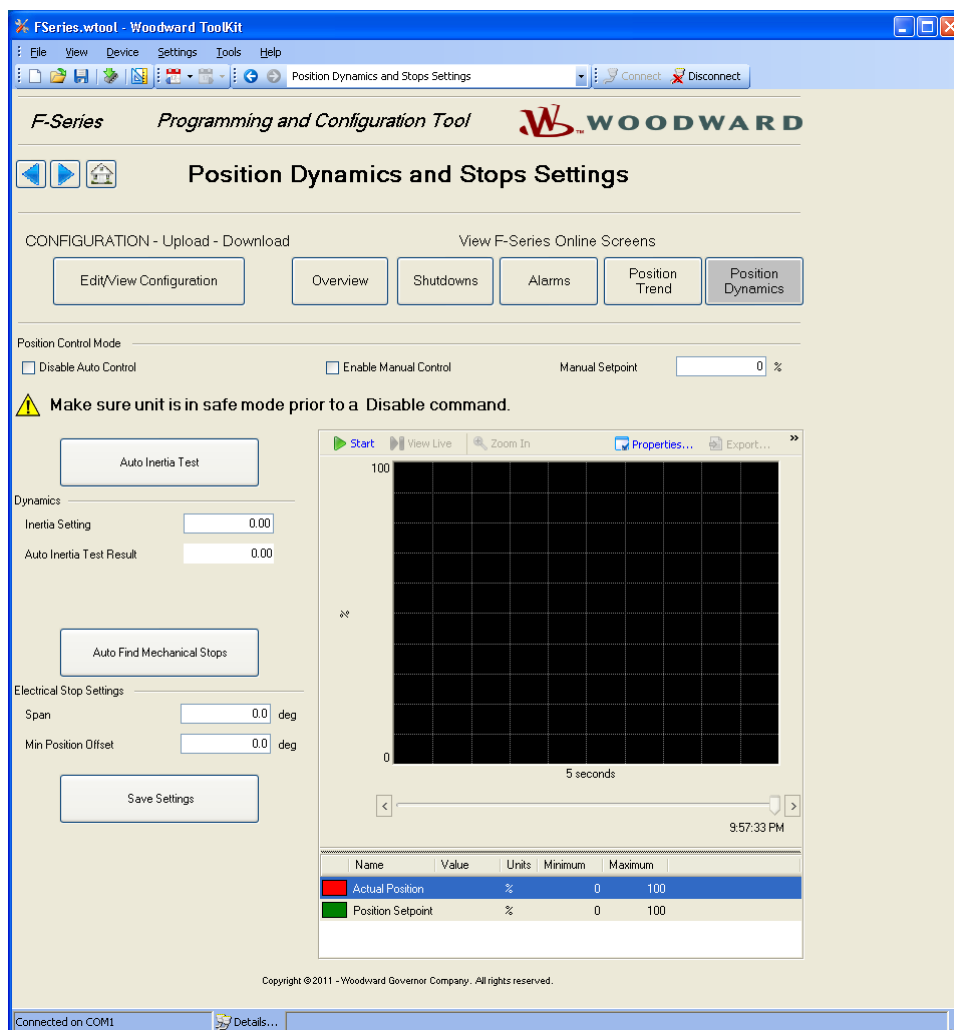 FSeries.wtool - Woodward ToolKit
File View Device Settings Tools Help
Position Dynamics and Stops Settings Connect Disconnect
F-Series Programming and Configuration Tool WOODWARD
Position Dynamics and Stops Settings
CONFIGURATION - Upload - Download View F-Series Online Screens
Edit/View Configuration Overview Shutdowns Alarms Position Trend Position Dynamics
Position Control Mode
Disable Auto Control Enable Manual Control Manual Setpoint 0 %
Make sure unit is in safe mode prior to a Disable command.
Auto Inertia Test
Dynamics
Inertia Setting 0.00
Auto Inertia Test Result 0.00
Auto Find Mechanical Stops
Electrical Stop Settings
Span 0.0 deg
Min Position Offset 0.0 deg
Save Settings
Start View Live Zoom In Properties... Export... »
100
%
0
5 seconds
< >
9:57:33 PM
Name Value Units Minimum Maximum
Actual Position % 0 100
Position Setpoint % 0 100
Copyright © 2011 - Woodward Governor Company. All rights reserved.
Connected on COM1 Details...